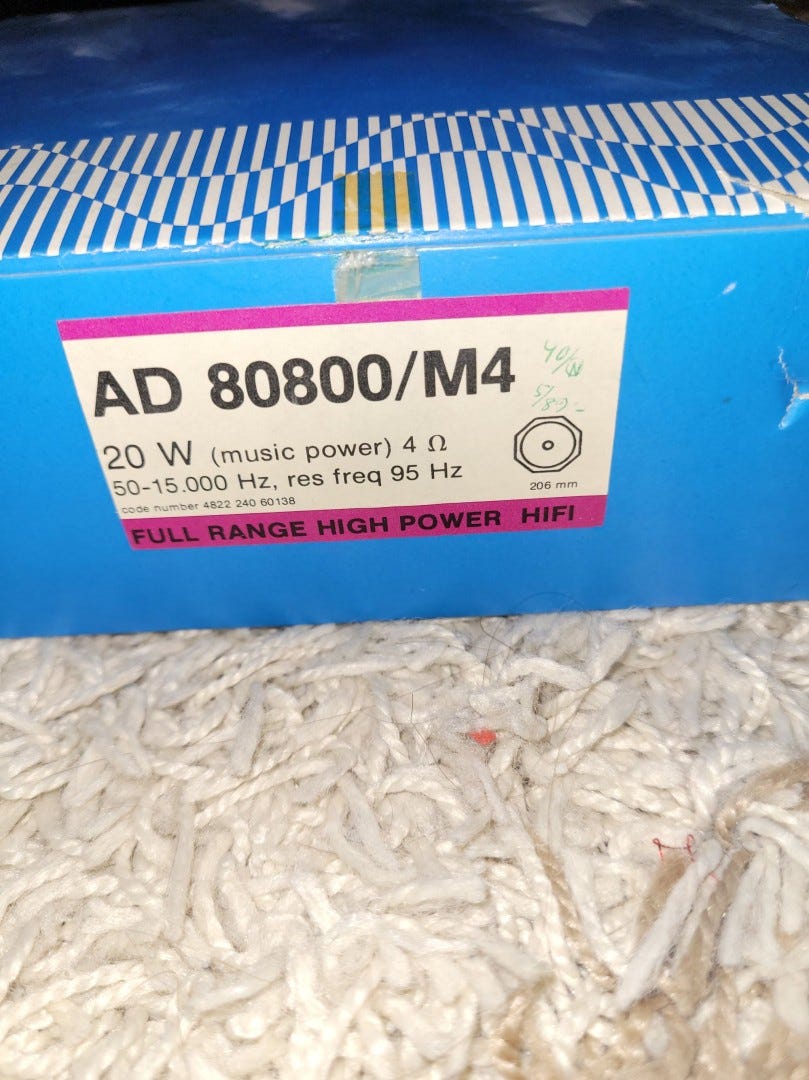 AD 80800/M4
20 W (music power) 4 Ω
50-15.000 Hz, res freq 95 Hz
code number 4822 240 60138
206 mm
FULL RANGE HIGH POWER HIFI